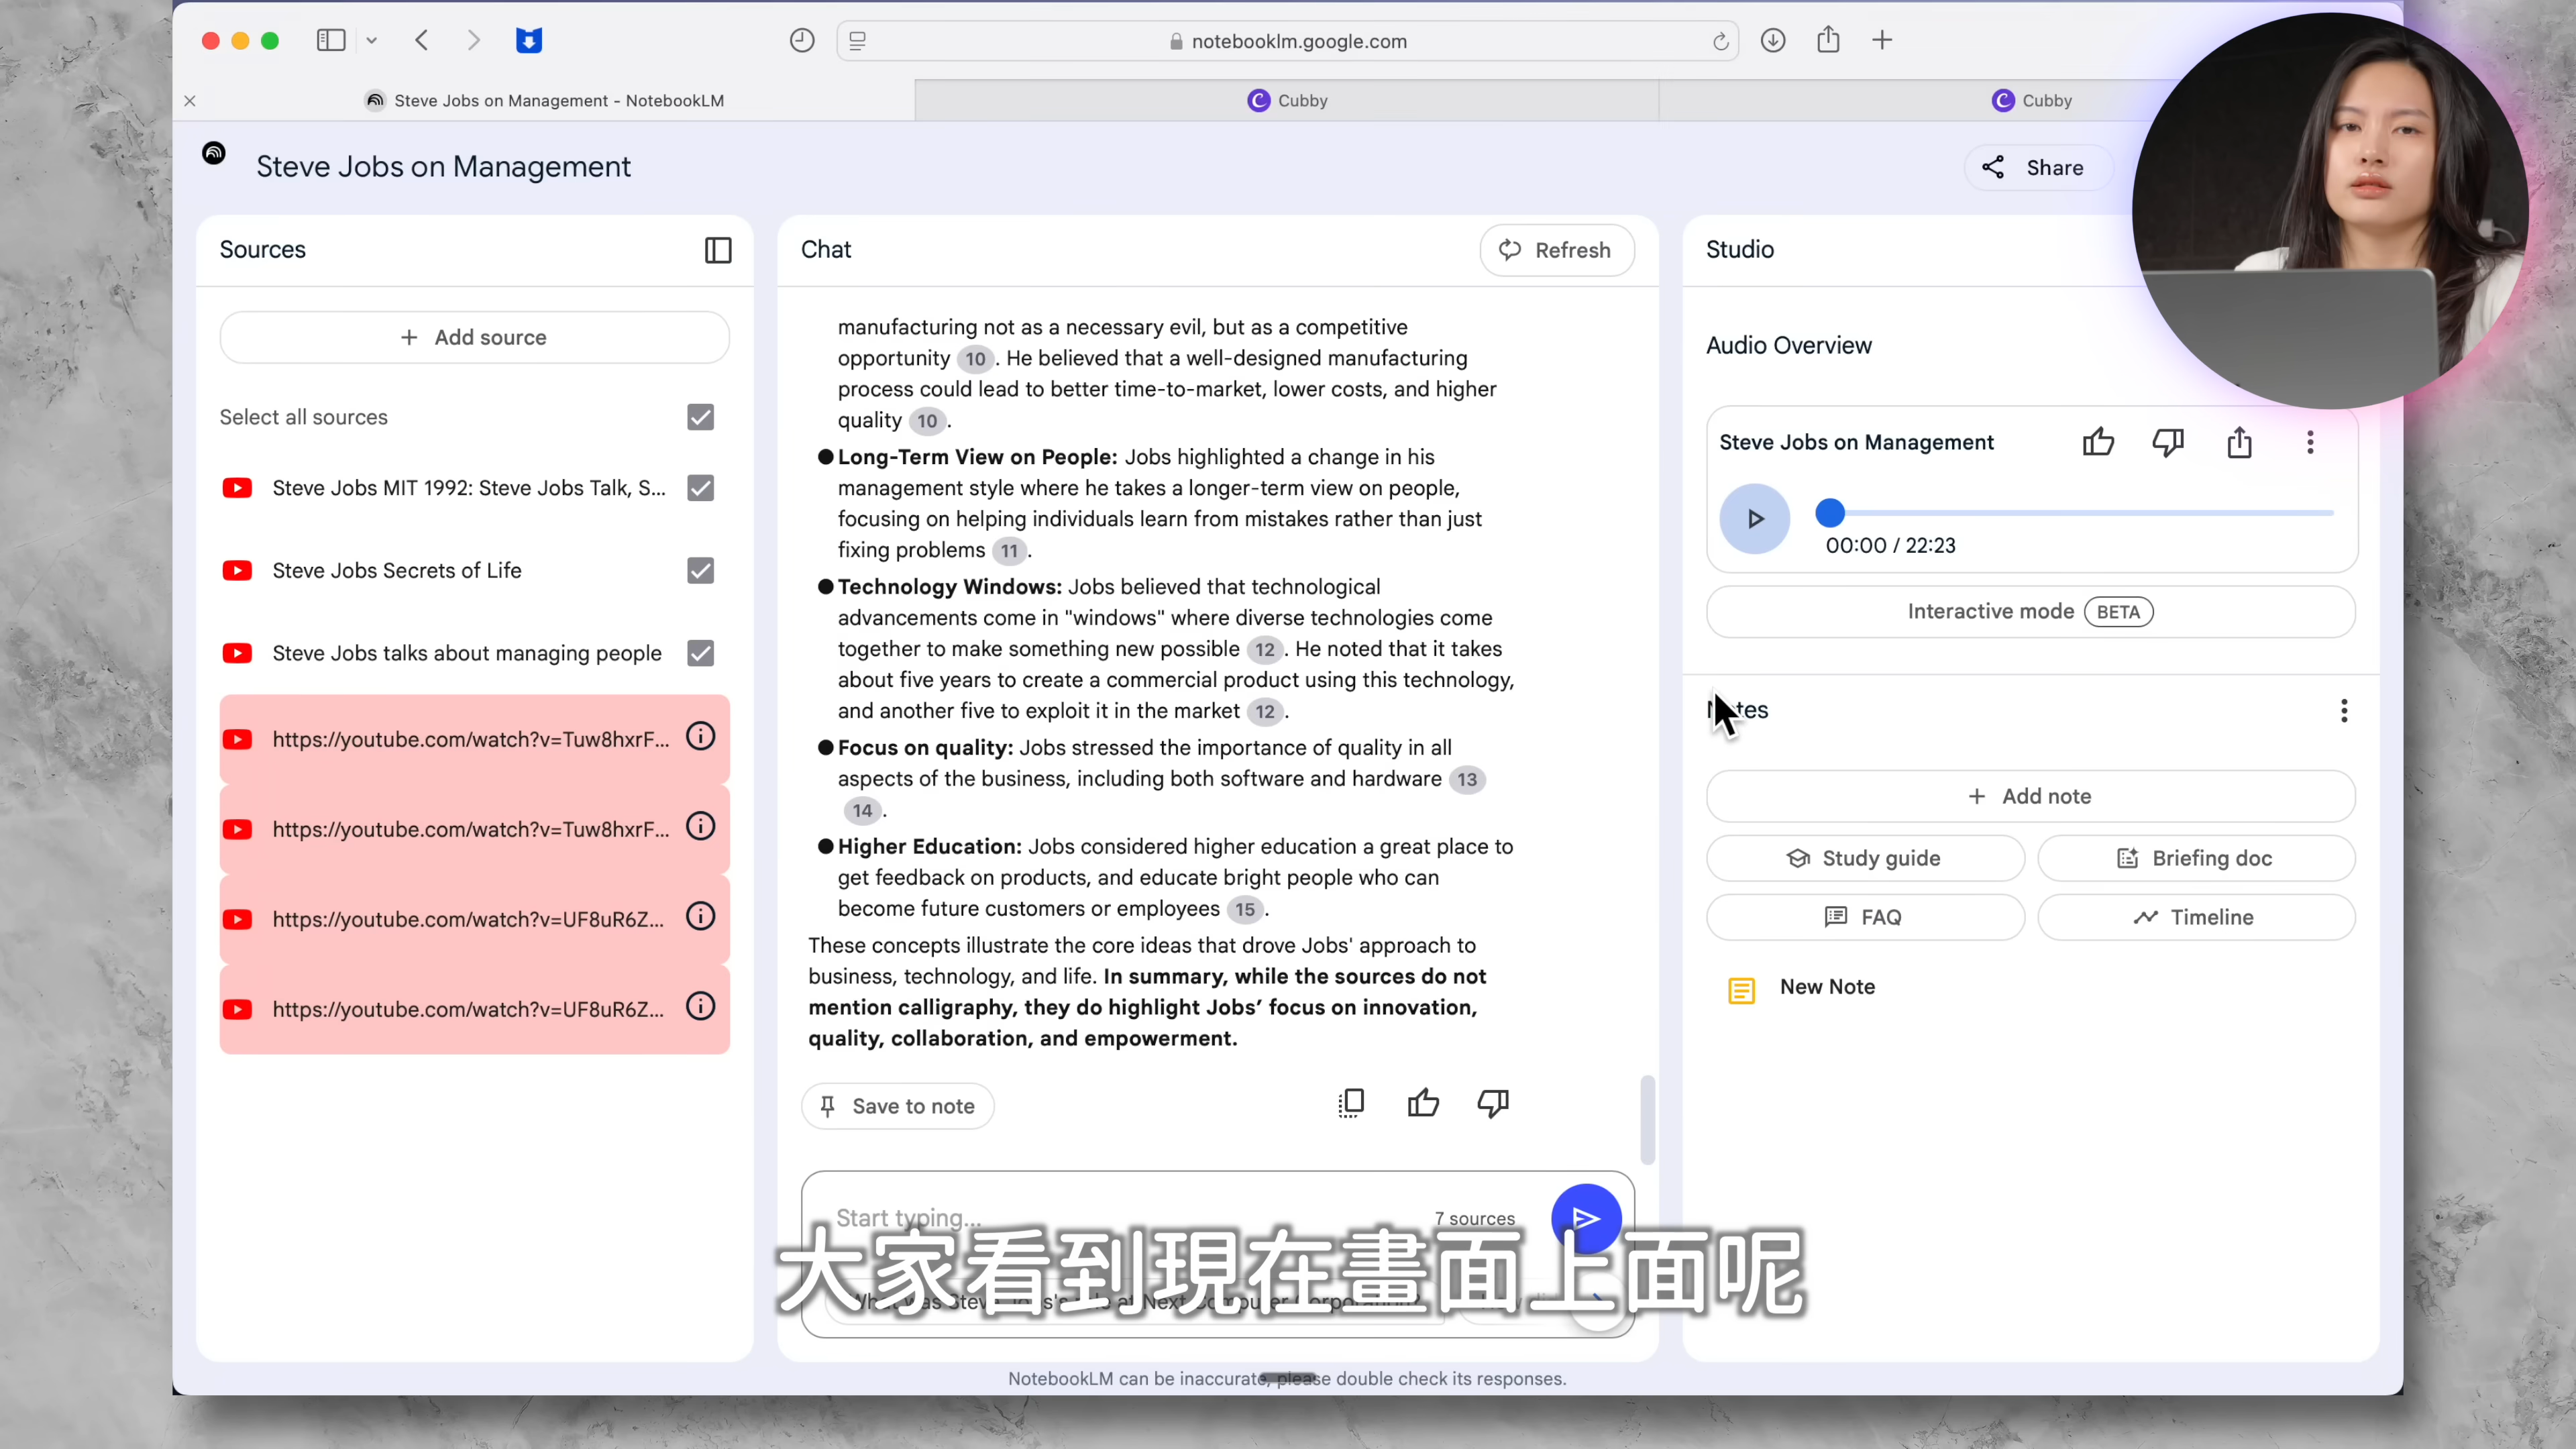 notebooklm.google.com
Steve Jobs on Management - NotebookLM
Cubby
Cubby
Steve Jobs on Management
Share
Sources
Add source
Select all sources
Steve Jobs MIT 1992: Steve Jobs Talk, S...
Steve Jobs Secrets of Life
Steve Jobs talks about managing people
https://youtube.com/watch?v=Tuw8hxrF...
https://youtube.com/watch?v=Tuw8hxrF...
https://youtube.com/watch?v=UF8uR6Z...
https://youtube.com/watch?v=UF8uR6Z...
Chat
Refresh
manufacturing not as a necessary evil, but as a competitive
opportunity 10. He believed that a well-designed manufacturing
process could lead to better time-to-market, lower costs, and higher
quality 10.
● Long-Term View on People: Jobs highlighted a change in his
management style where he takes a longer-term view on people,
focusing on helping individuals learn from mistakes rather than just
fixing problems 11.
● Technology Windows: Jobs believed that technological
advancements come in "windows" where diverse technologies come
together to make something new possible 12. He noted that it takes
about five years to create a commercial product using this technology,
and another five to exploit it in the market 12.
● Focus on quality: Jobs stressed the importance of quality in all
aspects of the business, including both software and hardware 13
14.
● Higher Education: Jobs considered higher education a great place to
get feedback on products, and educate bright people who can
become future customers or employees 15.
These concepts illustrate the core ideas that drove Jobs' approach to
business, technology, and life. In summary, while the sources do not
mention calligraphy, they do highlight Jobs’ focus on innovation,
quality, collaboration, and empowerment.
Save to note
Start typing...
7 sources
大家看到現在畫面上面呢
NotebookLM can be inaccurate, please double check its responses.
Studio
Audio Overview
Steve Jobs on Management
00:00 / 22:23
Interactive mode BETA
Notes
Add note
Study guide
Briefing doc
FAQ
Timeline
New Note